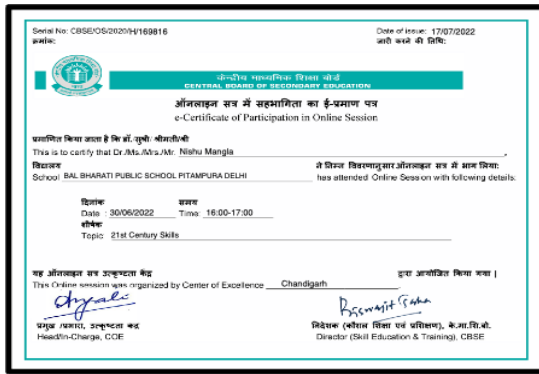 Serial No: CBSE/OS/2020/H/169816
Date of issue: 17/07/2022
क्रमांक:
जारी करने की तिथि:
केन्द्रीय माध्यमिक शिक्षा बोर्ड
CENTRAL BOARD OF SECONDARY EDUCATION
ऑनलाइन सत्र में सहभागिता का ई-प्रमाण पत्र
e-Certificate of Participation in Online Session
प्रमाणित किया जाता है कि डॉ./सुश्री/ श्रीमती/श्री
This is to certify that Dr./Ms./Mrs./Mr. Nishu Mangla
विद्यालय
ने निम्न विवरणानुसार ऑनलाइन सत्र में भाग लिया:
School BAL BHARATI PUBLIC SCHOOL PITAMPURA DELHI
has attended Online Session with following details:
दिनांक समय
Date : 30/06/2022 Time: 16:00-17:00
शीर्षक
Topic 21st Century Skills
यह ऑनलाइन सत्र उत्कृष्टता केंद्र
द्वारा आयोजित किया गया |
This Online session was organized by Center of Excellence Chandigarh
Biswajit Saha
प्रमुख /प्रभारी, उत्कृष्टता केंद्र
निदेशक (कौशल शिक्षा एवं प्रशिक्षण), के.मा.शि.बो.
Head/In-Charge, COE
Director (Skill Education & Training), CBSE